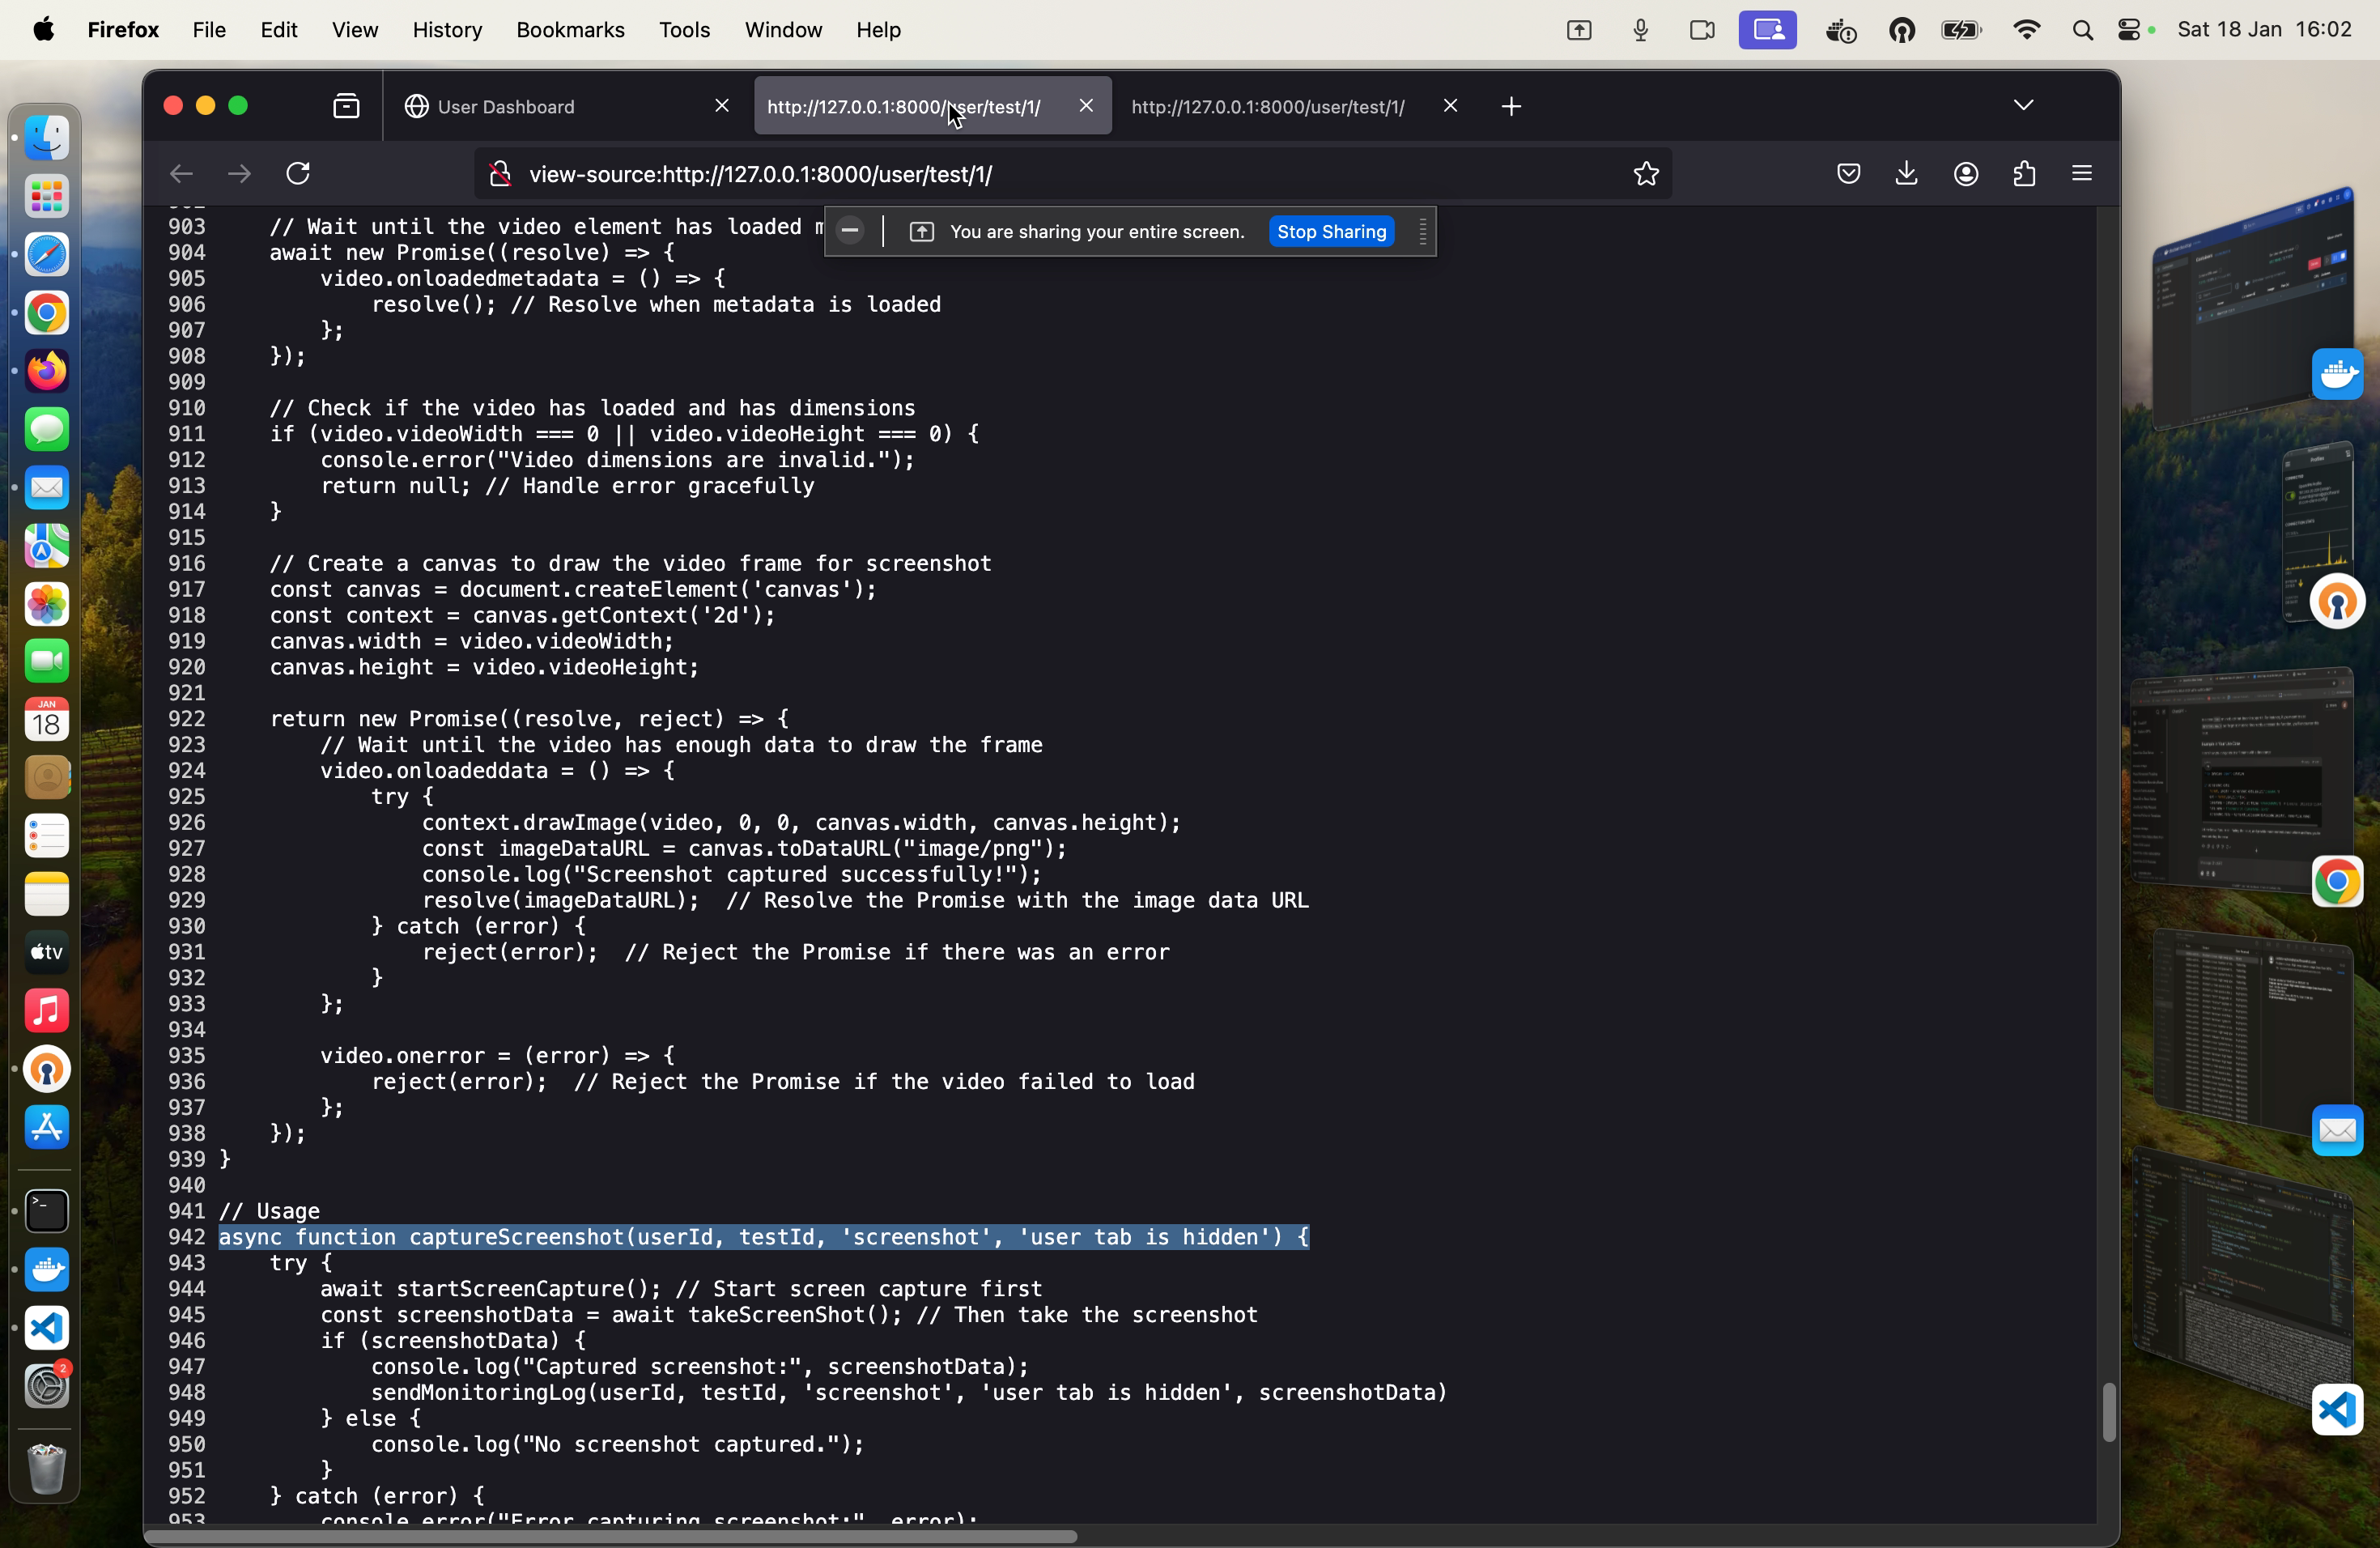 Firefox File Edit View History Bookmarks Tools Window Help Sat 18 Jan 16:02
User Dashboard http://127.0.0.1:8000/user/test/1/ http://127.0.0.1:8000/user/test/1/
view-source:http://127.0.0.1:8000/user/test/1/
You are sharing your entire screen. Stop Sharing
903 // Wait until the video element has loaded
904 await new Promise((resolve) => {
905 video.onloadedmetadata = () => {
906 resolve(); // Resolve when metadata is loaded
907 };
908 });
909
910 // Check if the video has loaded and has dimensions
911 if (video.videoWidth === 0 || video.videoHeight === 0) {
912 console.error("Video dimensions are invalid.");
913 return null; // Handle error gracefully
914 }
915
916 // Create a canvas to draw the video frame for screenshot
917 const canvas = document.createElement('canvas');
918 const context = canvas.getContext('2d');
919 canvas.width = video.videoWidth;
920 canvas.height = video.videoHeight;
921
922 return new Promise((resolve, reject) => {
923 // Wait until the video has enough data to draw the frame
924 video.onloadeddata = () => {
925 try {
926 context.drawImage(video, 0, 0, canvas.width, canvas.height);
927 const imageDataURL = canvas.toDataURL("image/png");
928 console.log("Screenshot captured successfully!");
929 resolve(imageDataURL); // Resolve the Promise with the image data URL
930 } catch (error) {
931 reject(error); // Reject the Promise if there was an error
932 }
933 };
934
935 video.onerror = (error) => {
936 reject(error); // Reject the Promise if the video failed to load
937 };
938 });
939 }
940
941 // Usage
942 async function captureScreenshot(userId, testId, 'screenshot', 'user tab is hidden') {
943 try {
944 await startScreenCapture(); // Start screen capture first
945 const screenshotData = await takeScreenShot(); // Then take the screenshot
946 if (screenshotData) {
947 console.log("Captured screenshot:", screenshotData);
948 sendMonitoringLog(userId, testId, 'screenshot', 'user tab is hidden', screenshotData)
949 } else {
950 console.log("No screenshot captured.");
951 }
952 } catch (error) {
953 console.error("Error capturing screenshot:", error);
JAN
18
tv
2